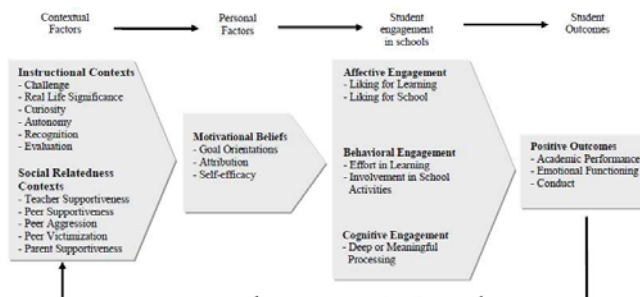 Contextual
Factors
Personal
Factors
Student
engagement
in schools
Student
Outcomes
Instructional Contexts
- Challenge
- Real Life Significance
- Curiosity
- Autonomy
- Recognition
- Evaluation
Social Relatedness
Contexts
- Teacher Supportiveness
- Peer Supportiveness
- Peer Aggression
- Peer Victimization
- Parent Supportiveness
Motivational Beliefs
- Goal Orientations
- Attribution
- Self-efficacy
Affective Engagement
- Liking for Learning
- Liking for School
Behavioral Engagement
- Effort in Learning
- Involvement in School
Activities
Cognitive Engagement
- Deep or Meaningful
Processing
Positive Outcomes
- Academic Performance
- Emotional Functioning
- Conduct